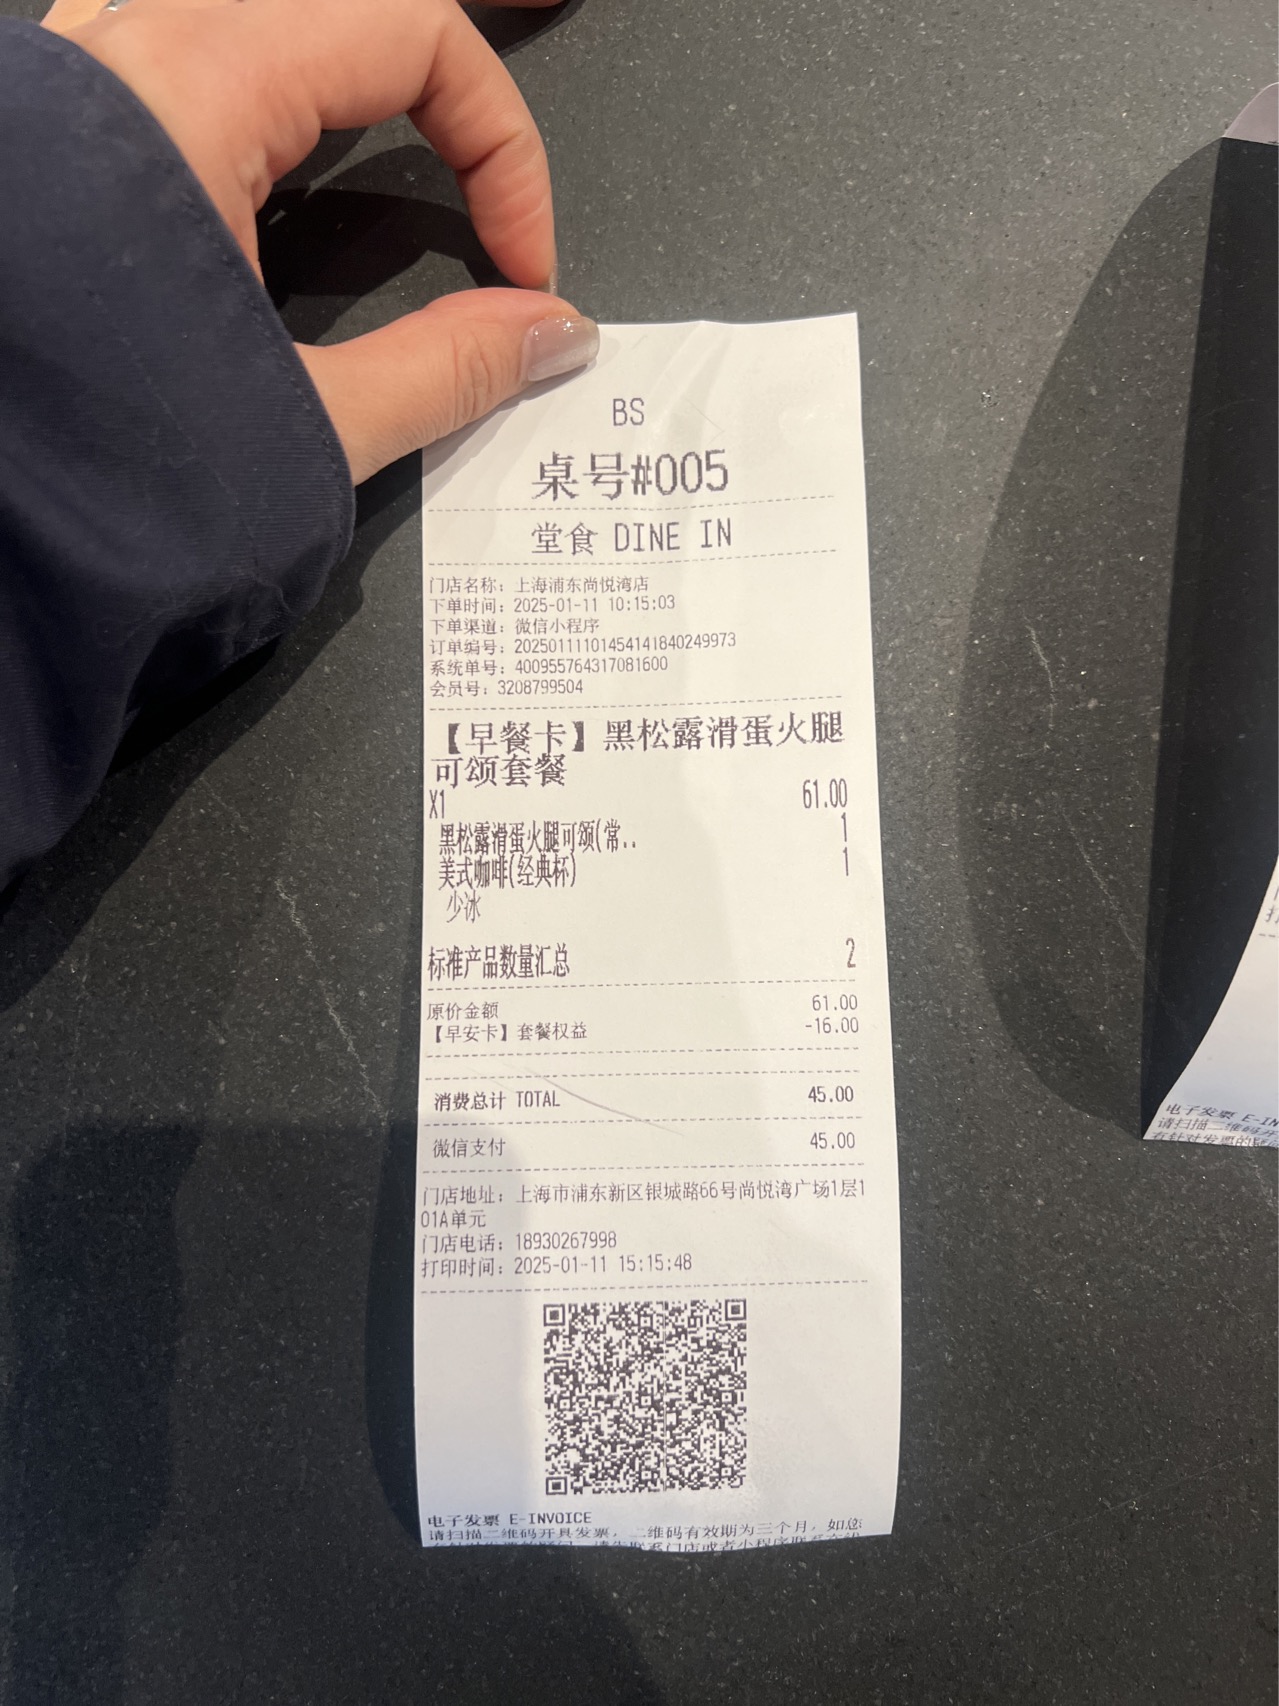 BS
桌号#005
堂食 DINE IN
门店名称：上海浦东尚悦湾店
下单时间：2025-01-11 10:15:03
下单渠道：微信小程序
订单编号：20250111101454141840249973
系统单号：400955764317081600
会员号：3208799504
【早餐卡】黑松露滑蛋火腿
可颂套餐
X1 61.00
黑松露滑蛋火腿可颂(常.. 1
美式咖啡(经典杯) 1
少冰
标准产品数量汇总 2
原价金额 61.00
【早安卡】套餐权益 -16.00
消费总计 TOTAL 45.00
微信支付 45.00
门店地址：上海市浦东新区银城路66号尚悦湾广场1层1
01A单元
门店电话：18930267998
打印时间：2025-01-11 15:15:48
电子发票 E-INVOICE
请扫描二维码开具发票，二维码有效期为三个月，如您
电子发票 E-IN
请扫描二维码开
有针对发票的